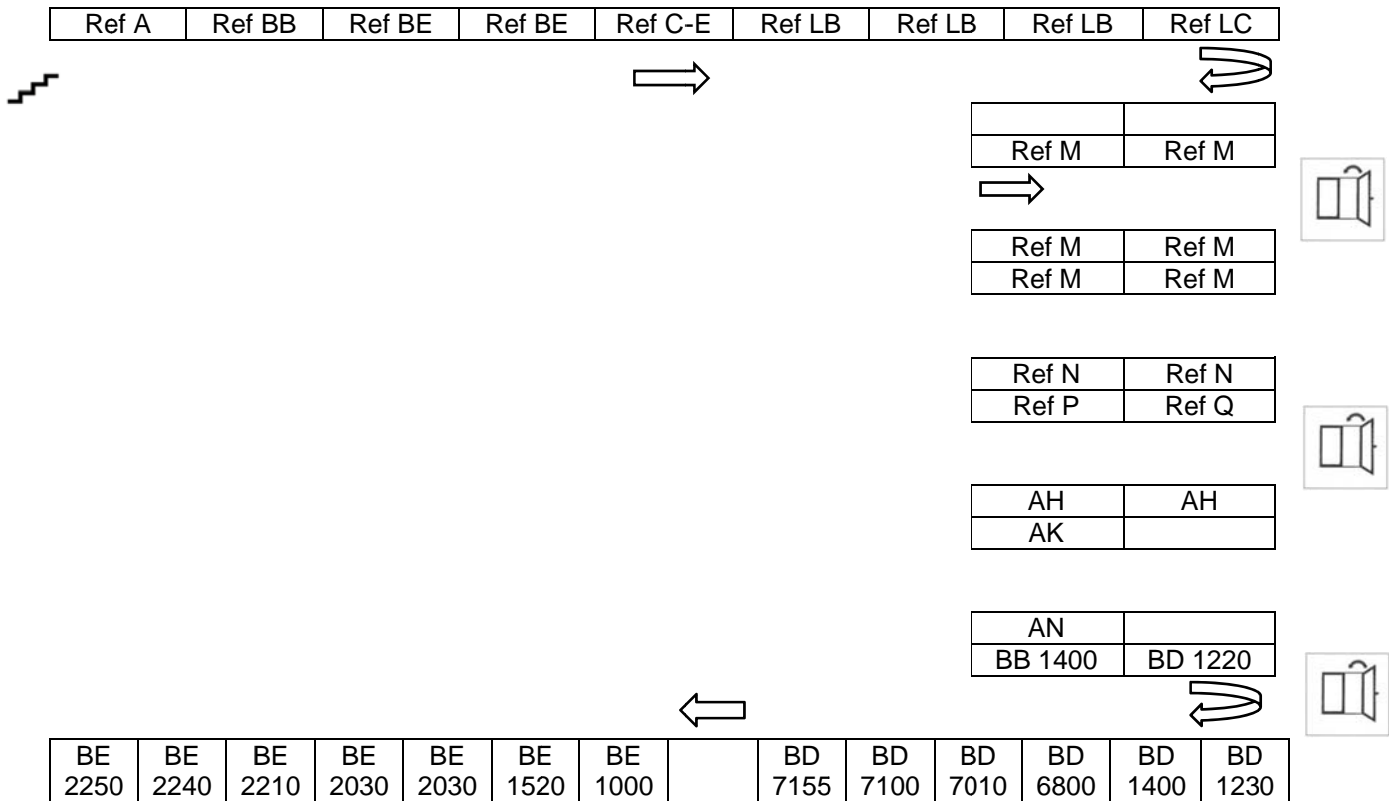 Ref A Ref BB Ref BE Ref BE Ref C-E Ref LB Ref LB Ref LB Ref LC
Ref M Ref M
Ref M Ref M
Ref M Ref M
Ref N Ref N
Ref P Ref Q
AH AH
AK
AN
BB 1400 BD 1220
BE BE BE BE BE BE BE BD BD BD BD BD BD
2250 2240 2210 2030 2030 1520 1000 7155 7100 7010 6800 1400 1230